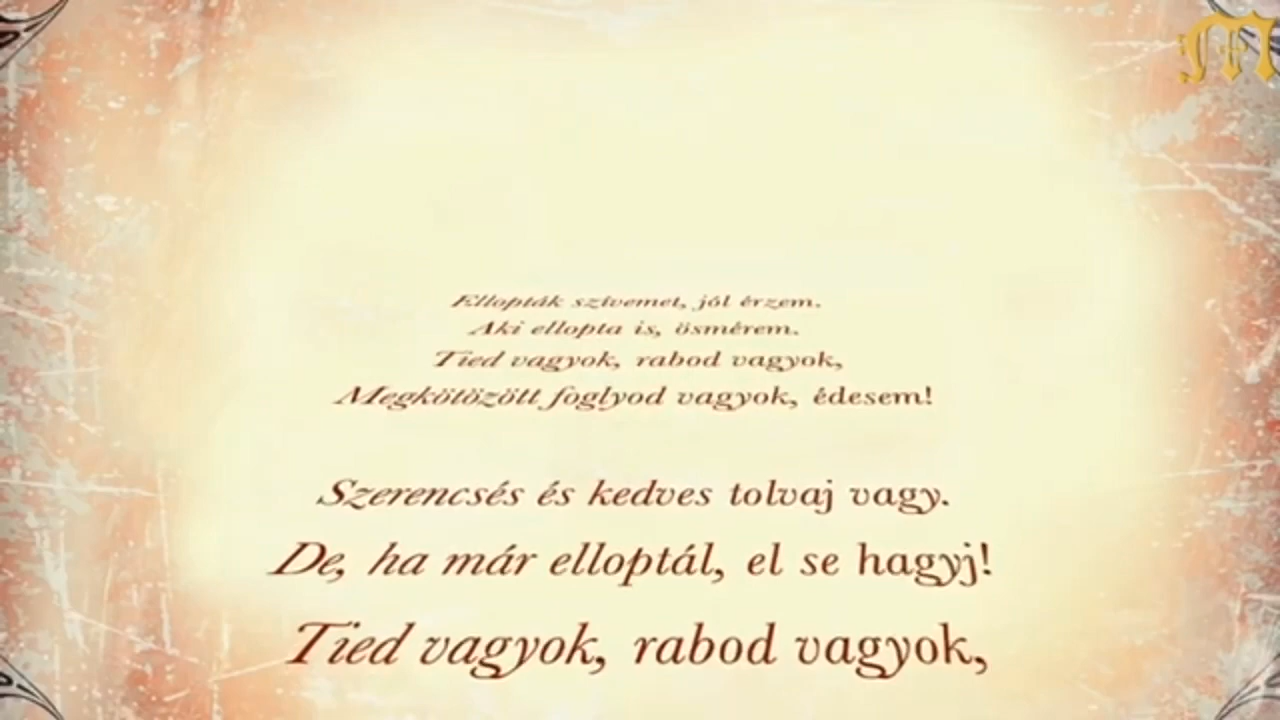 Ellopták szívemet, jól érzem.
Aki ellopta is, ösmérem.
Tied vagyok, rabod vagyok,
Megkötözött foglyod vagyok, édesem!
Szerencsés és kedves tolvaj vagy.
De, ha már elloptál, el se hagyj!
Tied vagyok, rabod vagyok,
M